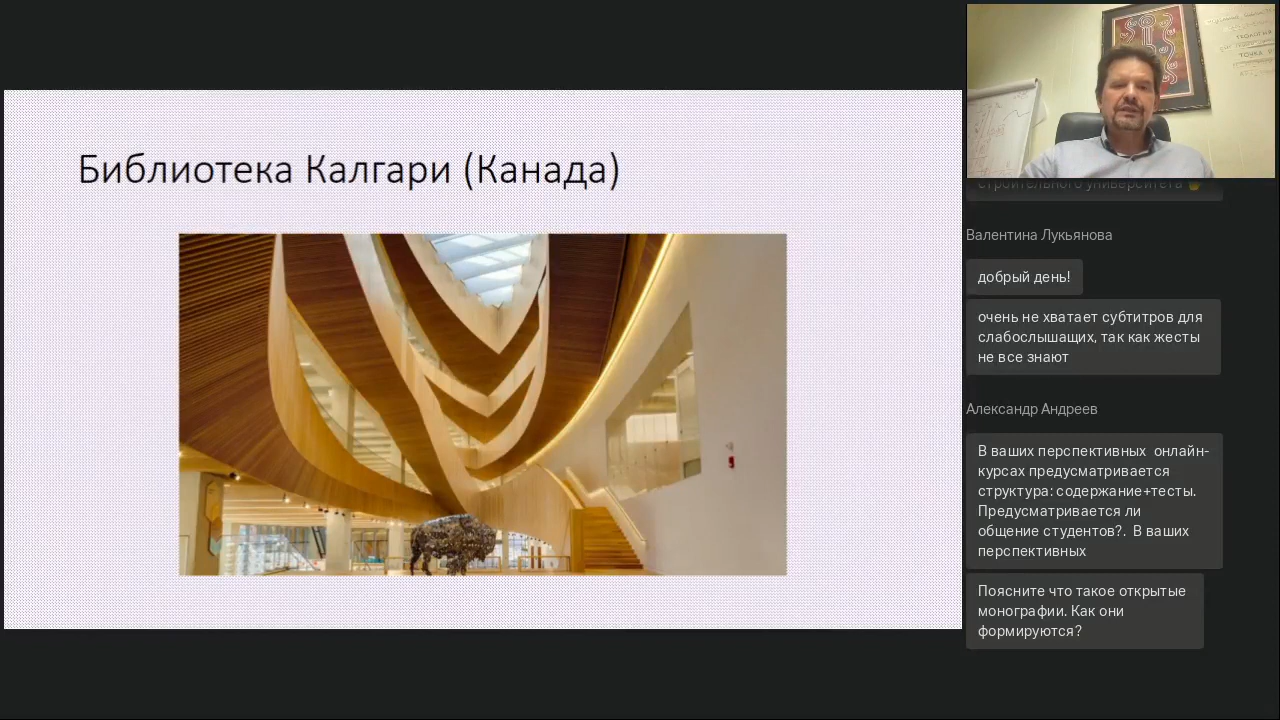 Библиотека Калгари (Канада)
строительного университета
Валентина Лукьянова
добрый день!
очень не хватает субтитров для
слабослышащих, так как жесты
не все знают
Александр Андреев
В ваших перспективных онлайн-
курсах предусматривается
структура: содержание+тесты.
Предусматривается ли
общение студентов?. В ваших
перспективных
Поясните что такое открытые
монографии. Как они
формируются?